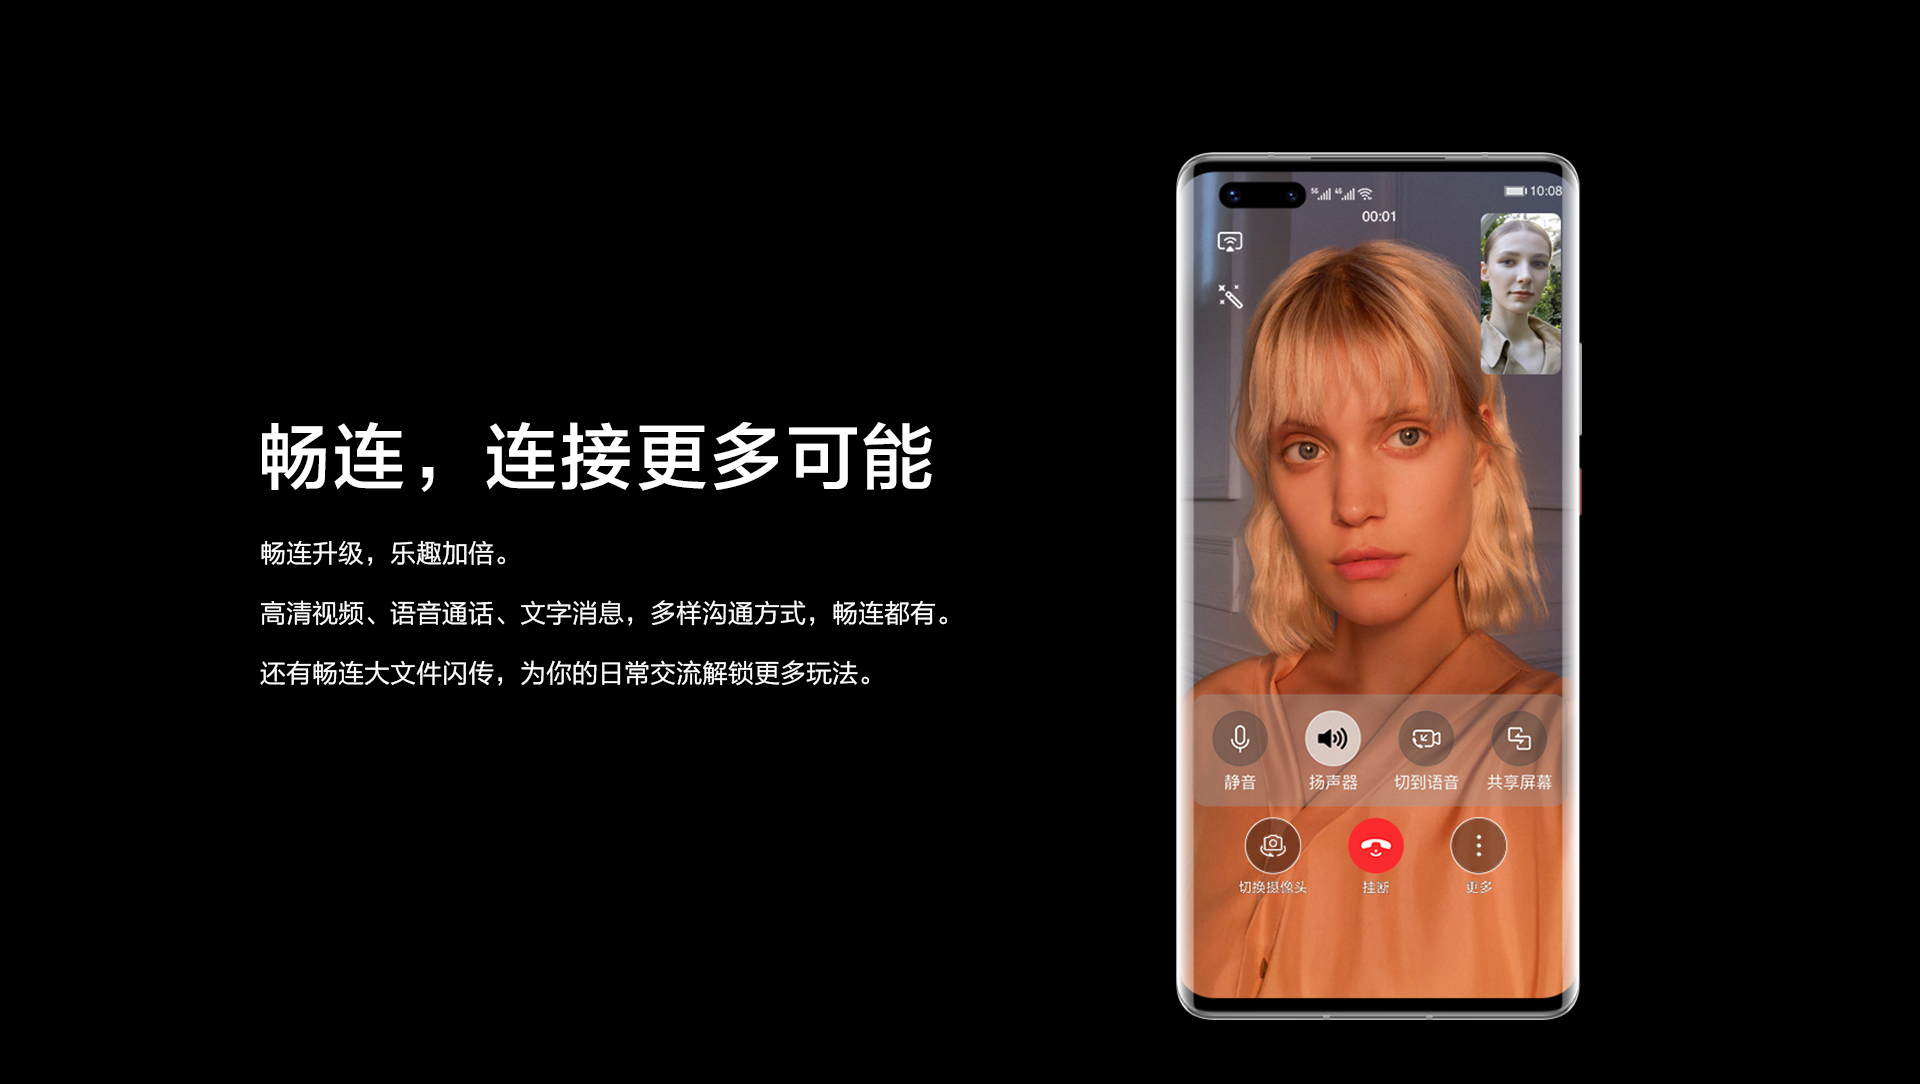 畅连，连接更多可能
畅连升级，乐趣加倍。
高清视频、语音通话、文字消息，多样沟通方式，畅连都有。
还有畅连大文件闪传，为你的日常交流解锁更多玩法。
5G 4G 10:08
00:01
静音 扬声器 切到语音 共享屏幕
切换摄像头 挂断 更多